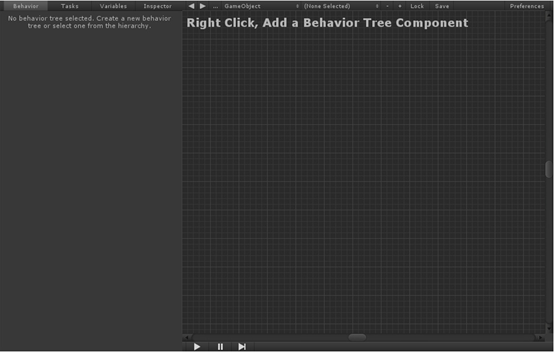 Behavior Tasks Variables Inspector
... GameObject (None Selected) - + Lock Save Preferences
No behavior tree selected. Create a new behavior
tree or select one from the hierarchy.
Right Click, Add a Behavior Tree Component